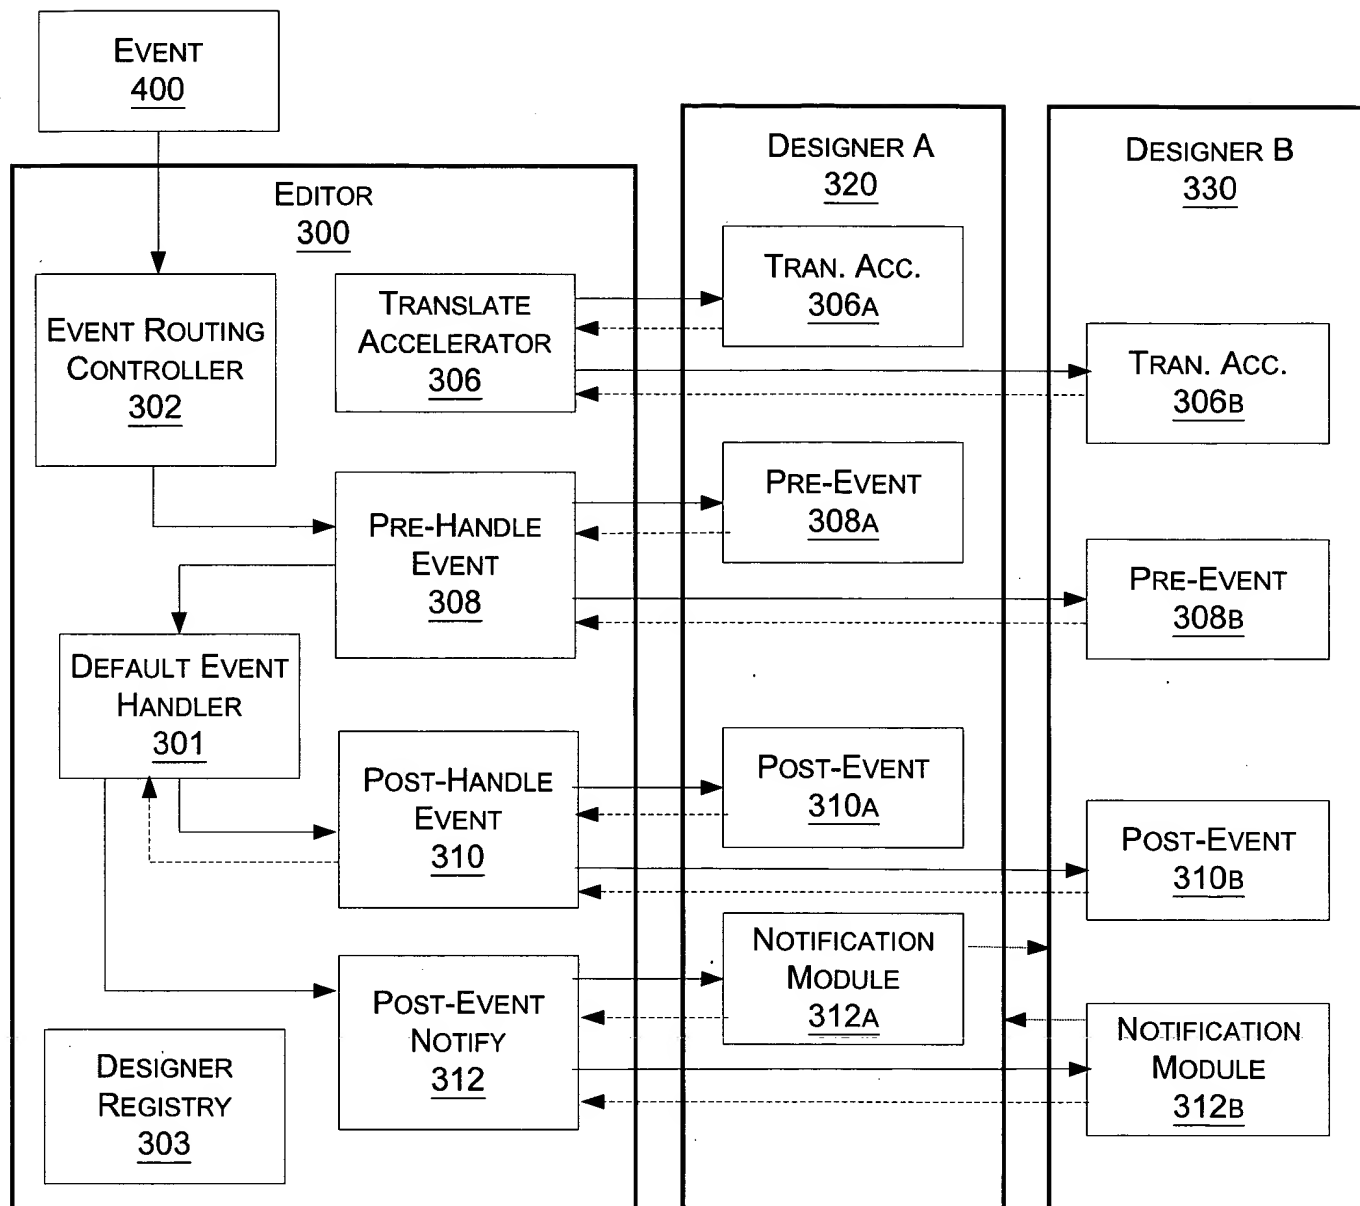 EVENT
400
EDITOR
300
EVENT ROUTING
CONTROLLER
302
TRANSLATE
ACCELERATOR
306
PRE-HANDLE
EVENT
308
DEFAULT EVENT
HANDLER
301
POST-HANDLE
EVENT
310
POST-EVENT
NOTIFY
312
DESIGNER
REGISTRY
303
DESIGNER A
320
TRAN. ACC.
306A
PRE-EVENT
308A
POST-EVENT
310A
NOTIFICATION
MODULE
312A
DESIGNER B
330
TRAN. ACC.
306B
PRE-EVENT
308B
POST-EVENT
310B
NOTIFICATION
MODULE
312B